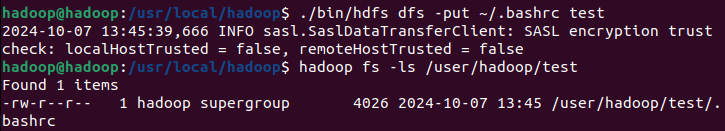 hadoop@hadoop:/usr/local/hadoop$ ./bin/hdfs dfs -put ~/.bashrc test
2024-10-07 13:45:39,666 INFO sasl.SaslDataTransferClient: SASL encryption trust
check: localHostTrusted = false, remoteHostTrusted = false
hadoop@hadoop:/usr/local/hadoop$ hadoop fs -ls /user/hadoop/test
Found 1 items
-rw-r--r--   1 hadoop supergroup       4026 2024-10-07 13:45 /user/hadoop/test/.
bashrc